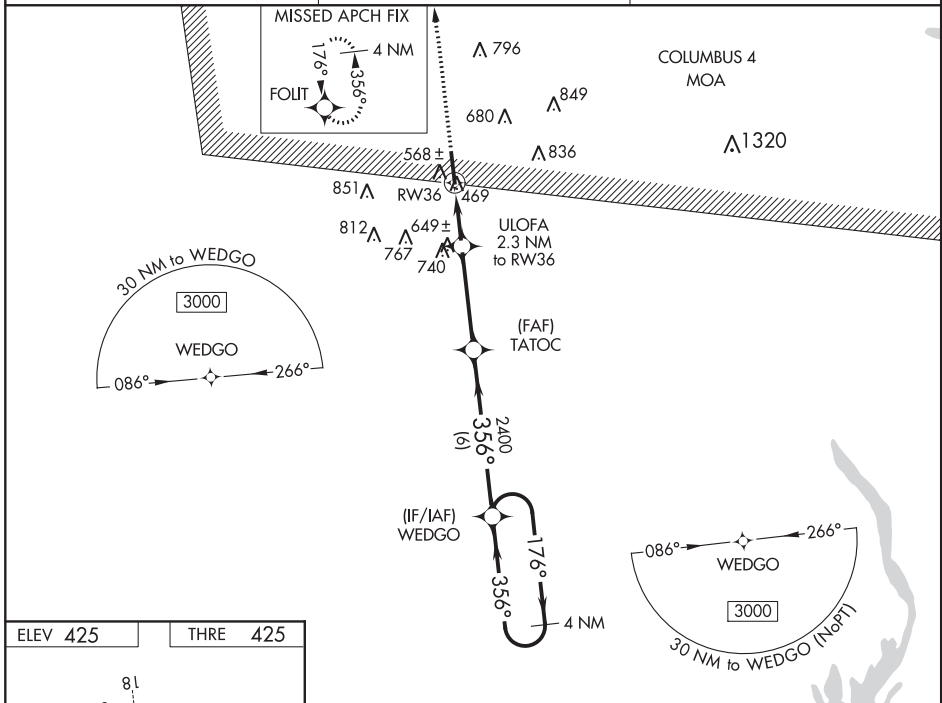 MISSED APCH FIX
4 NM
176°
356°
FOLIT
796
COLUMBUS 4
MOA
849
680
836
1320
568 ±
851
RW36
469
812
649 ±
767
740
ULOFA
2.3 NM
to RW36
30 NM to WEDGO
3000
WEDGO
086°
266°
(FAF)
TATOC
2400
356°
(6)
(IF/IAF)
WEDGO
176°
356°
4 NM
086°
266°
WEDGO
3000
30 NM to WEDGO (NoPT)
ELEV 425
THRE 425
18